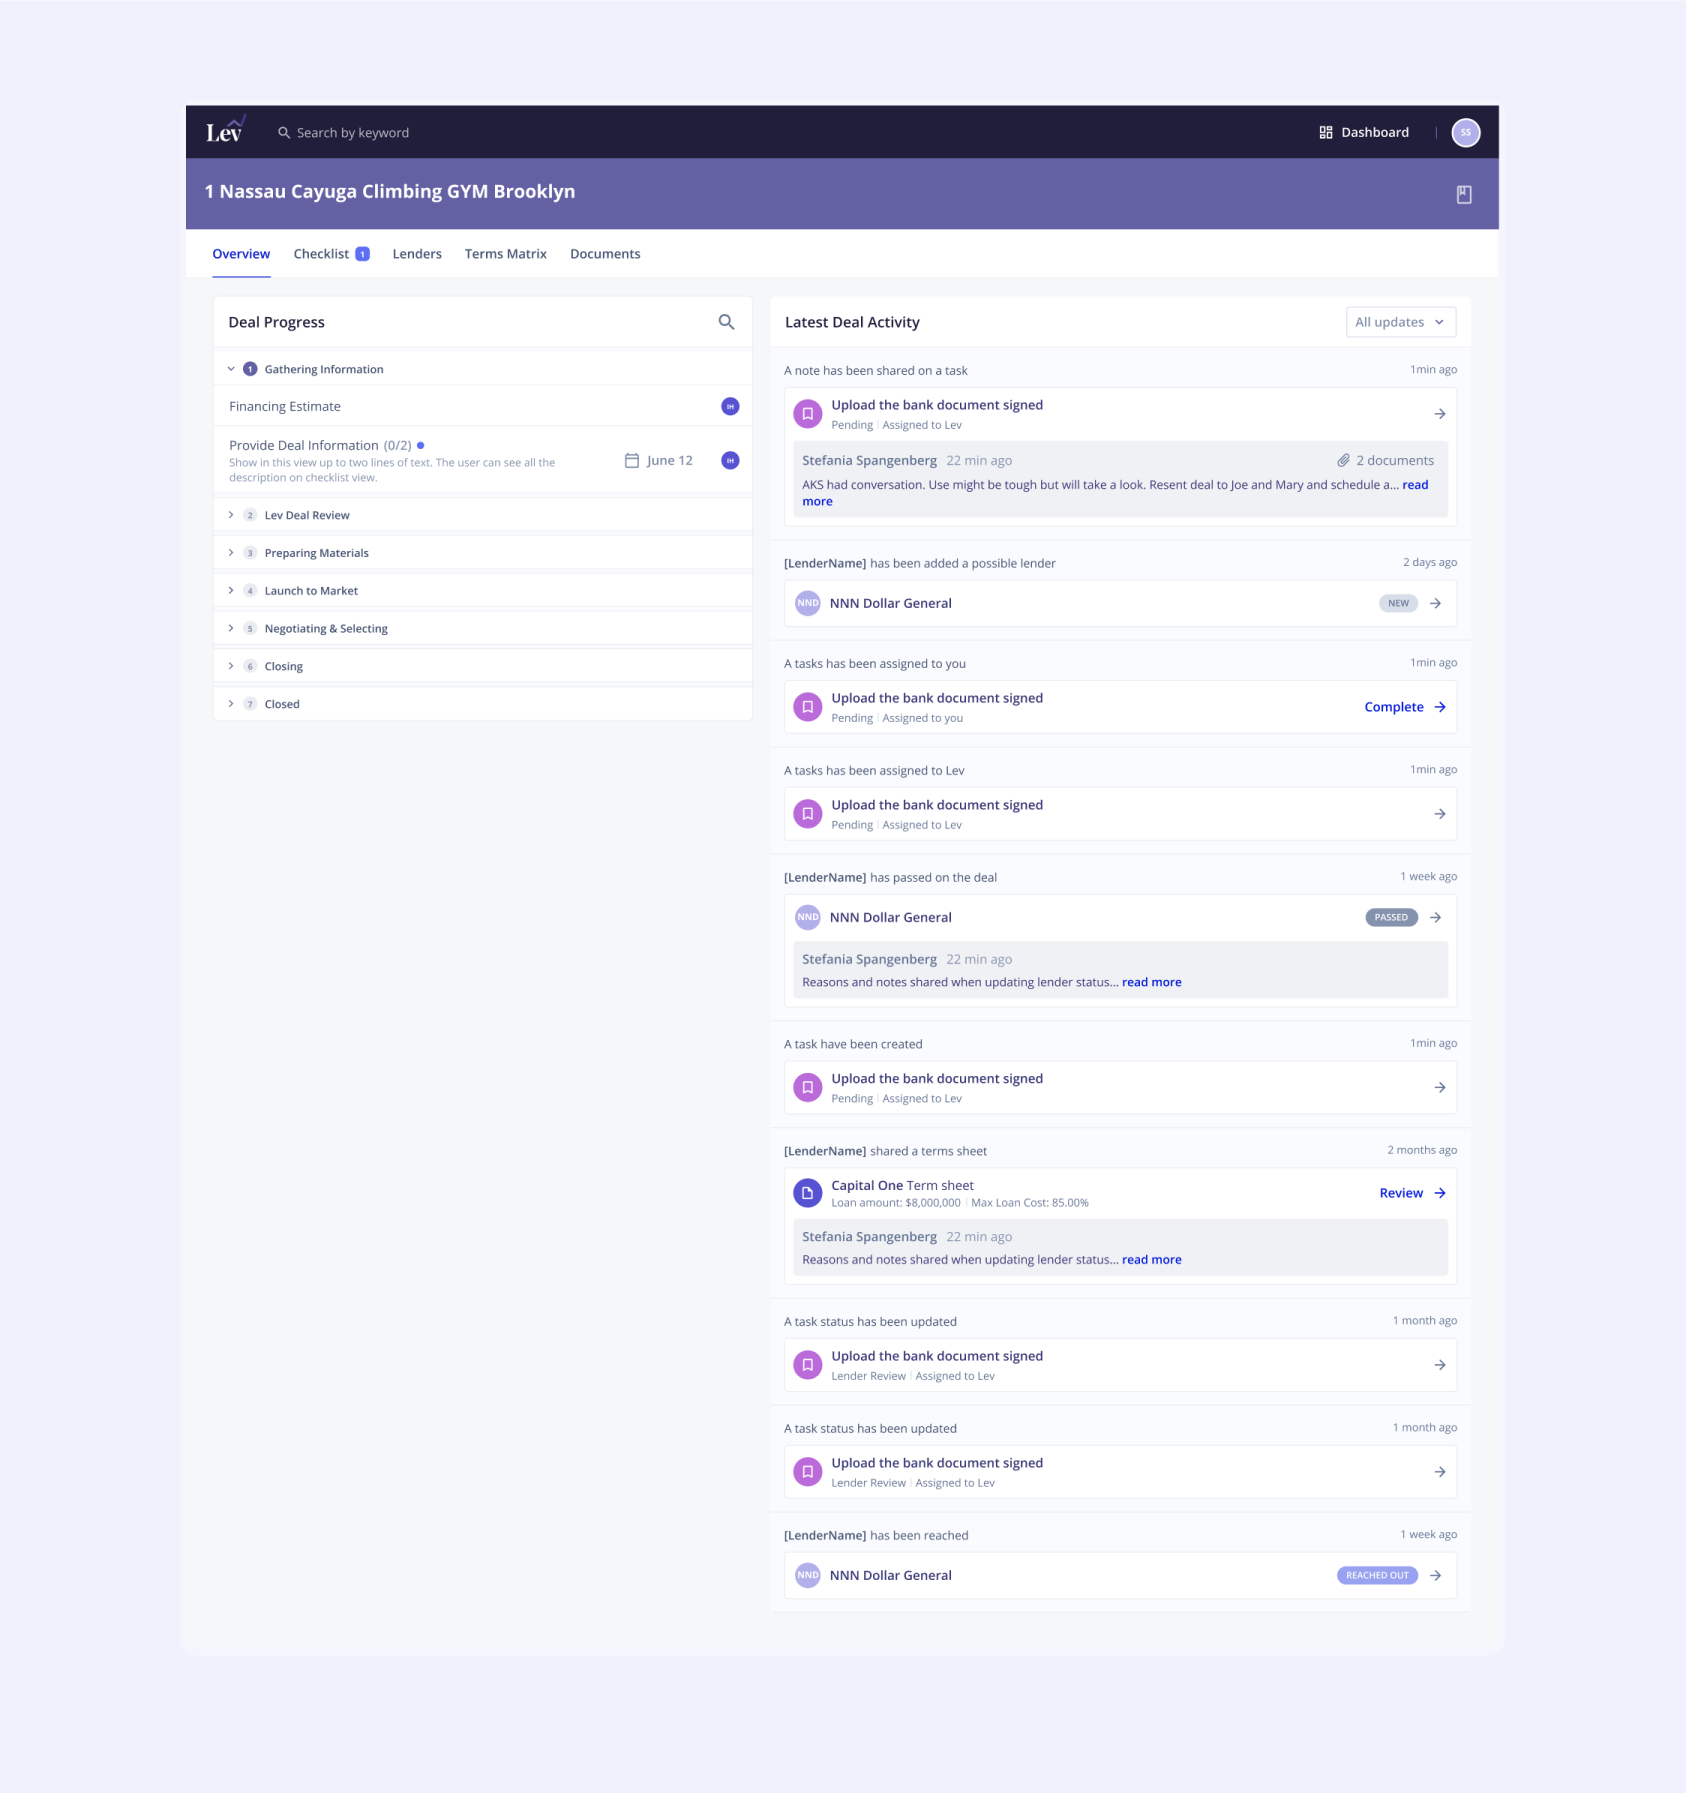 Lev
Search by keyword
Dashboard
SS
1 Nassau Cayuga Climbing GYM Brooklyn
Overview
Checklist 1
Lenders
Terms Matrix
Documents
Deal Progress
1 Gathering Information
Financing Estimate
IH
Provide Deal Information (0/2)
Show in this view up to two lines of text. The user can see all the
description on checklist view.
June 12
IH
2 Lev Deal Review
3 Preparing Materials
4 Launch to Market
5 Negotiating & Selecting
6 Closing
7 Closed
Latest Deal Activity
All updates
A note has been shared on a task
1min ago
Upload the bank document signed
Pending | Assigned to Lev
Stefania Spangenberg 22 min ago
2 documents
AKS had conversation. Use might be tough but will take a look. Resent deal to Joe and Mary and schedule a... read
more
[LenderName] has been added a possible lender
2 days ago
NND NNN Dollar General
NEW
A tasks has been assigned to you
1min ago
Upload the bank document signed
Pending | Assigned to you
Complete
A tasks has been assigned to Lev
1min ago
Upload the bank document signed
Pending | Assigned to Lev
[LenderName] has passed on the deal
1 week ago
NND NNN Dollar General
PASSED
Stefania Spangenberg 22 min ago
Reasons and notes shared when updating lender status... read more
A task have been created
1min ago
Upload the bank document signed
Pending | Assigned to Lev
[LenderName] shared a terms sheet
2 months ago
Capital One Term sheet
Loan amount: $8,000,000 | Max Loan Cost: 85.00%
Review
Stefania Spangenberg 22 min ago
Reasons and notes shared when updating lender status... read more
A task status has been updated
1 month ago
Upload the bank document signed
Lender Review | Assigned to Lev
A task status has been updated
1 month ago
Upload the bank document signed
Lender Review | Assigned to Lev
[LenderName] has been reached
1 week ago
NND NNN Dollar General
REACHED OUT